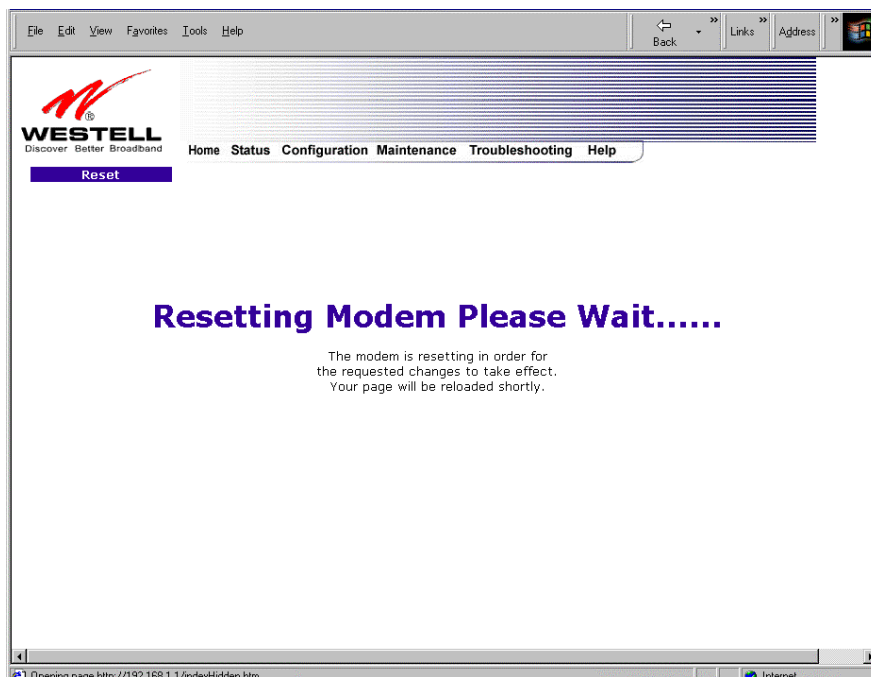 File Edit View Favorites Tools Help
Back
» Links
» Address
»
WESTELL
®
Discover Better Broadband
Home Status Configuration Maintenance Troubleshooting Help
Reset
Resetting Modem Please Wait......
The modem is resetting in order for
the requested changes to take effect.
Your page will be reloaded shortly.
Opening page http://192.168.1.1/indexHidden.htm
Internet